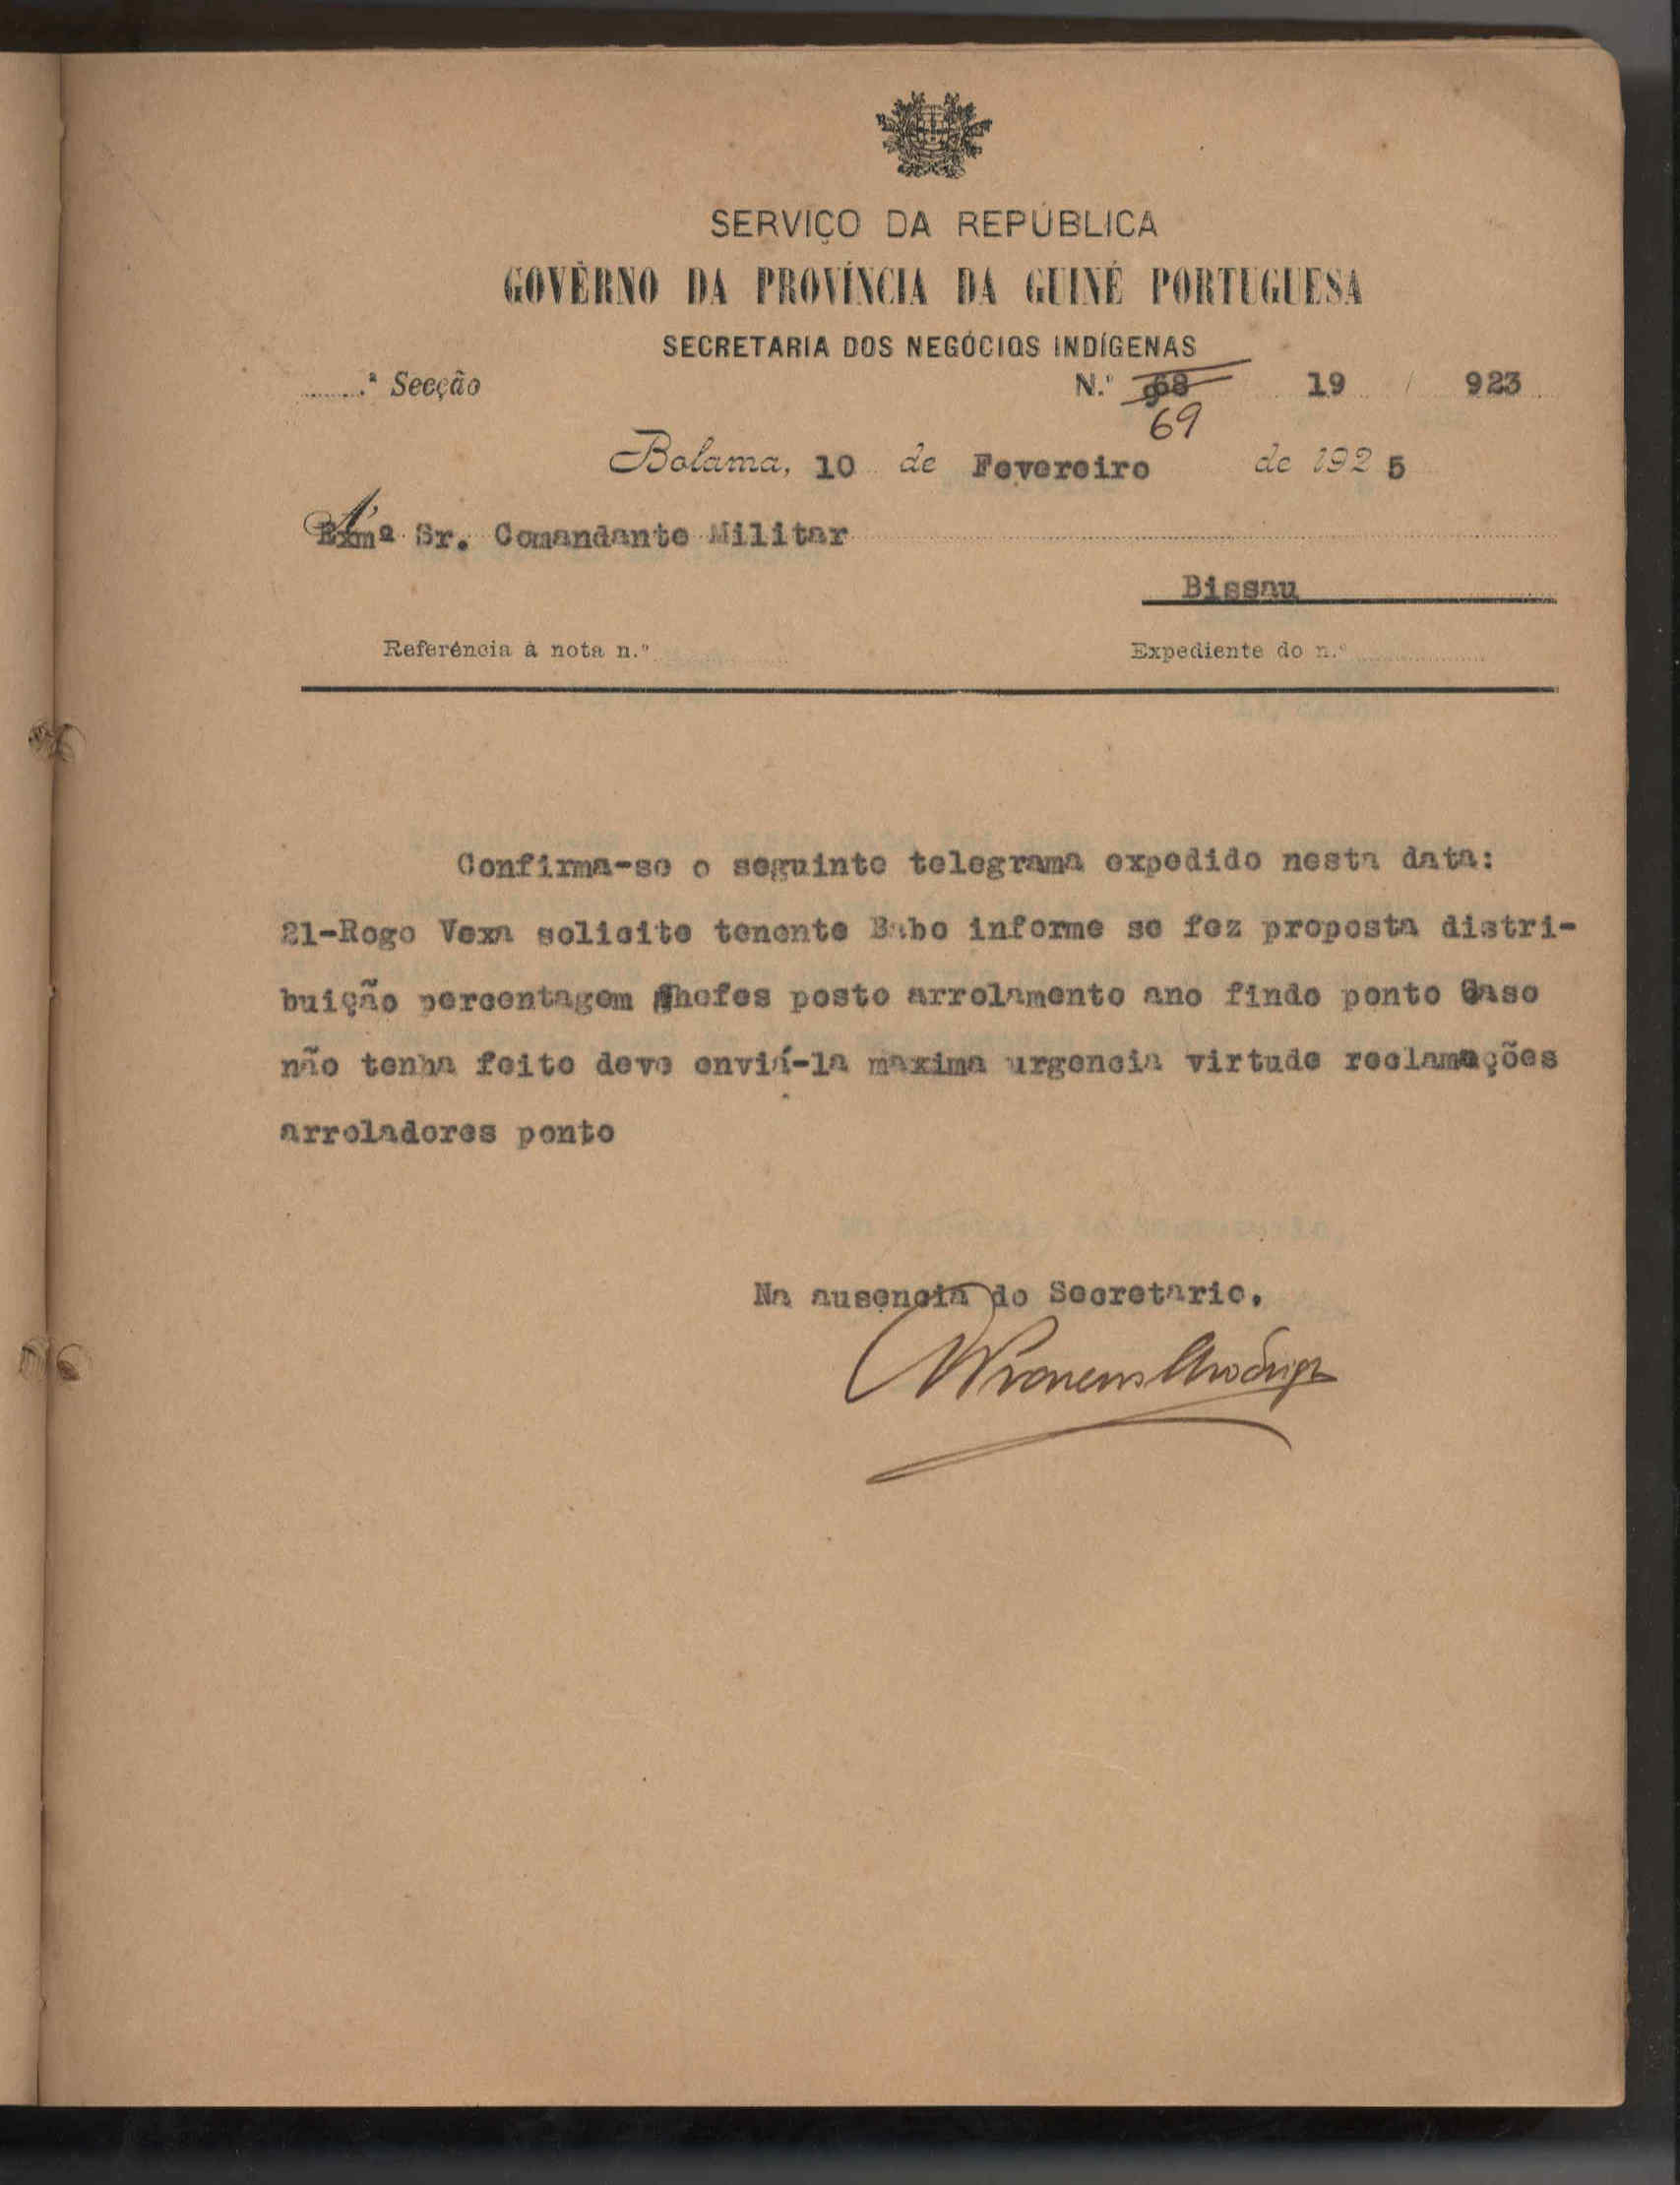 SERVIÇO DA REPÚBLICA
GOVÊRNO DA PROVÍNCIA DA GUINÉ PORTUGUESA
SECRETARIA DOS NEGÓCIOS INDÍGENAS
.ª Secção N.º 68 19 / 923
69
Bolama, 10 de Fevereiro de 1925
Exmº Sr. Comandante Militar
Bissau
Referência à nota n.º Expediente do n.º
Confirma-se o seguinte telegrama expedido nesta data:
21-Rogo Vexa solicite tenente Babo informe se fez proposta distri-
buição percentagem chefes posto arrolamento ano findo ponto Caso
não tenha feito deve enviá-la maxima urgencia virtude reclamações
arroladores ponto
Na ausencia do Secretario.